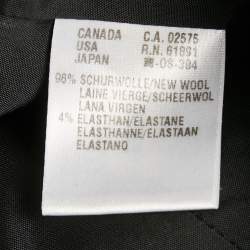 CANADA C.A. 02575
USA R.N. 61991
JAPAN -08-384
96% SCHURWOLLE/NEW WOOL
LAINE VIERGE/SCHEERWOL
LANA VIRGEN
4% ELASTHAN/ELASTANE
ELASTHANNE/ELASTAAN
ELASTANO